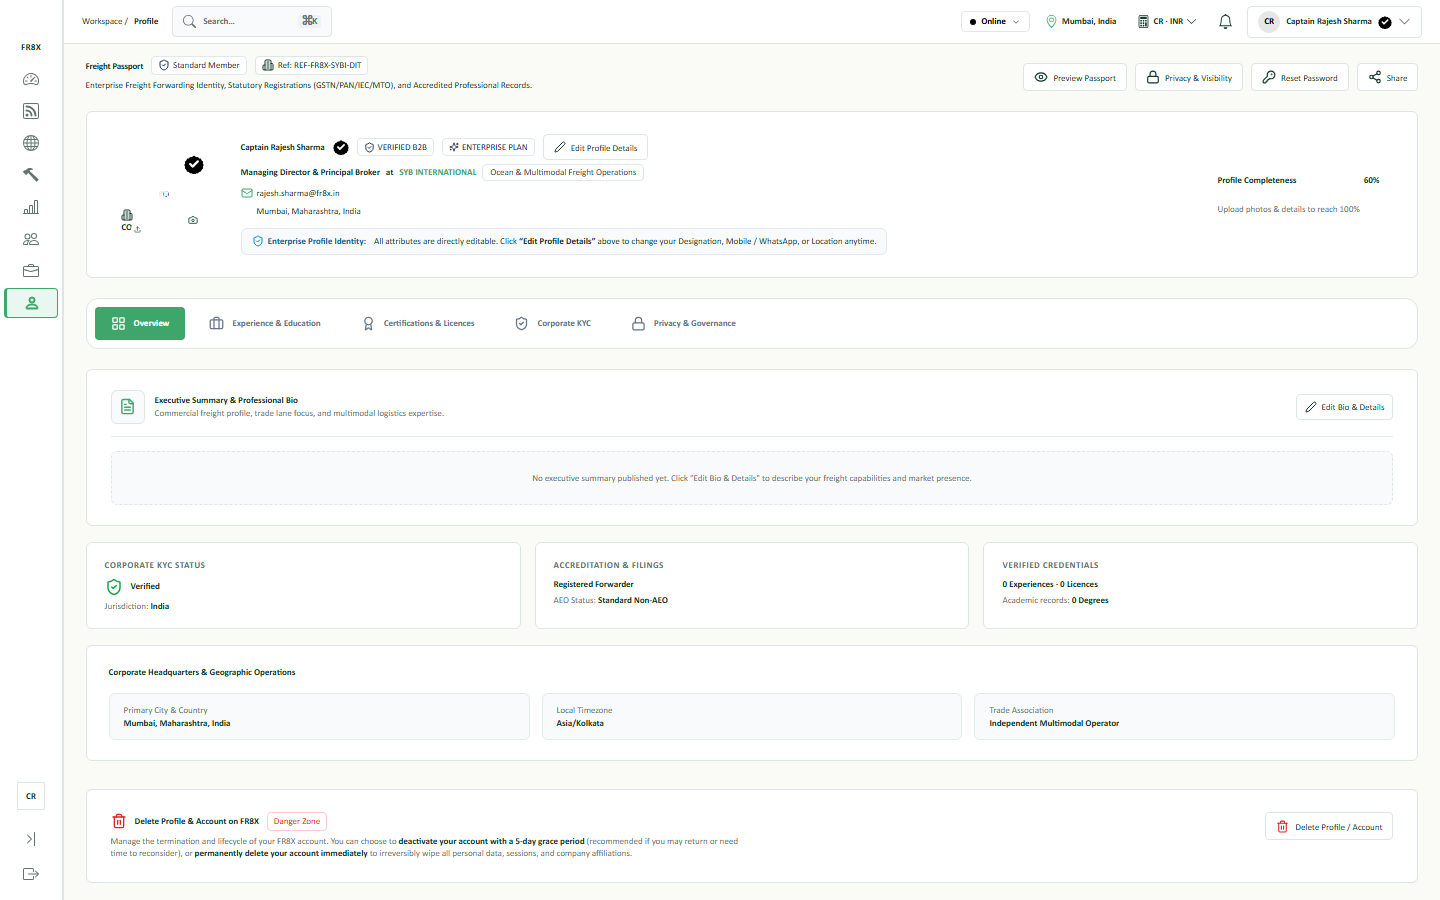 Workspace / Profile
Search... ⌘K
Online
Mumbai, India
CR · INR
CR Captain Rajesh Sharma
FR8X
Freight Passport Standard Member Ref: REF-FR8X-SYBI-DIT
Enterprise Freight Forwarding Identity, Statutory Registrations (GSTN/PAN/IEC/MTO), and Accredited Professional Records.
Preview Passport Privacy & Visibility Reset Password Share
Captain Rajesh Sharma VERIFIED B2B ENTERPRISE PLAN Edit Profile Details
Managing Director & Principal Broker at SYB INTERNATIONAL Ocean & Multimodal Freight Operations
rajesh.sharma@fr8x.in
Mumbai, Maharashtra, India
CO
Enterprise Profile Identity: All attributes are directly editable. Click "Edit Profile Details" above to change your Designation, Mobile / WhatsApp, or Location anytime.
Profile Completeness 60%
Upload photos & details to reach 100%
Overview Experience & Education Certifications & Licences Corporate KYC Privacy & Governance
Executive Summary & Professional Bio
Commercial freight profile, trade lane focus, and multimodal logistics expertise.
Edit Bio & Details
No executive summary published yet. Click "Edit Bio & Details" to describe your freight capabilities and market presence.
CORPORATE KYC STATUS
Verified
Jurisdiction: India
ACCREDITATION & FILINGS
Registered Forwarder
AEO Status: Standard Non-AEO
VERIFIED CREDENTIALS
0 Experiences · 0 Licences
Academic records: 0 Degrees
Corporate Headquarters & Geographic Operations
Primary City & Country
Mumbai, Maharashtra, India
Local Timezone
Asia/Kolkata
Trade Association
Independent Multimodal Operator
CR
Delete Profile & Account on FR8X Danger Zone
Manage the termination and lifecycle of your FR8X account. You can choose to deactivate your account with a 5-day grace period (recommended if you may return or need
time to reconsider), or permanently delete your account immediately to irreversibly wipe all personal data, sessions, and company affiliations.
Delete Profile / Account